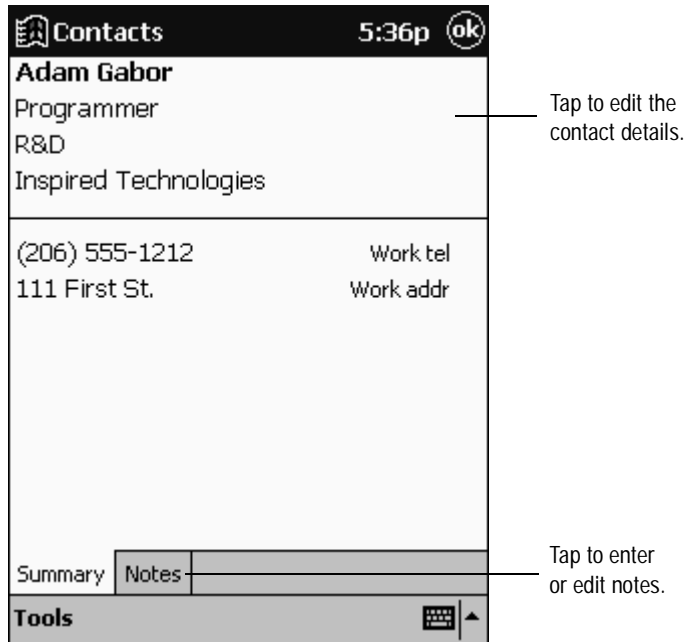 Contacts 5:36p ok
Adam Gabor
Programmer
R&D
Inspired Technologies
Tap to edit the
contact details.
(206) 555-1212 Work tel
111 First St. Work addr
Summary Notes
Tap to enter
or edit notes.
Tools